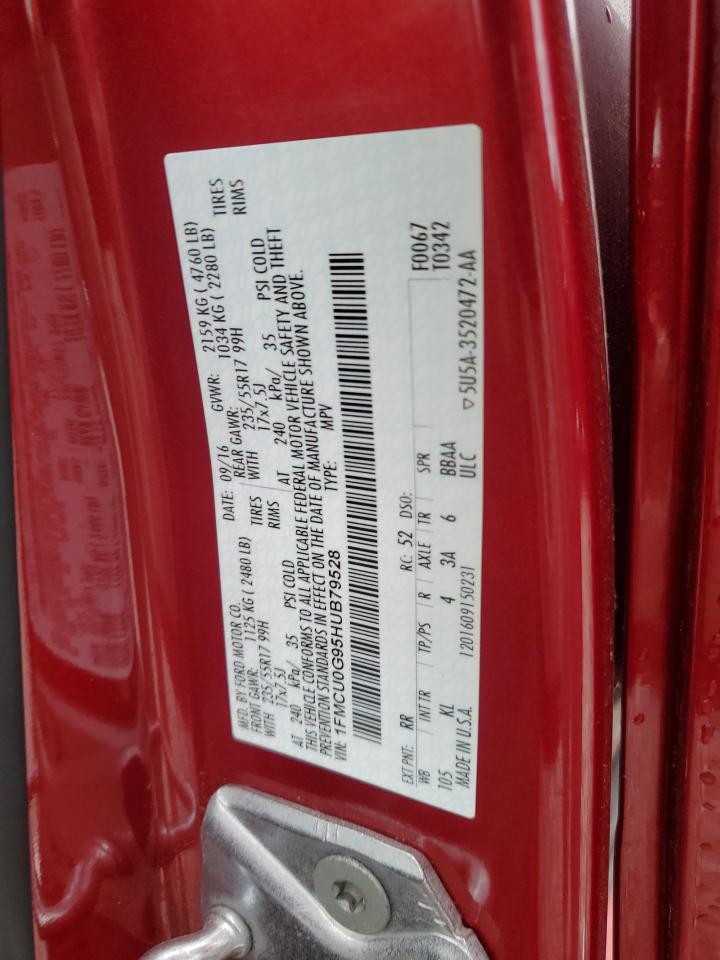 MFD. BY FORD MOTOR CO. DATE: 09/16 GVWR: 2159 KG ( 4760 LB)
FRONT GAWR: 1125 KG ( 2480 LB) REAR GAWR: 1034 KG ( 2280 LB)
WITH 235/55R17 99H TIRES WITH 235/55R17 99H TIRES
17x7.5J RIMS 17x7.5J RIMS
AT 240 kPa/ 35 PSI COLD AT 240 kPa/ 35 PSI COLD
THIS VEHICLE CONFORMS TO ALL APPLICABLE FEDERAL MOTOR VEHICLE SAFETY AND THEFT
PREVENTION STANDARDS IN EFFECT ON THE DATE OF MANUFACTURE SHOWN ABOVE.
VIN: 1FMCU0G95HUB79528 TYPE: MPV
EXT PNT: RR RC: 52 DSO: F0067
WB INT TR TP/PS R AXLE TR SPR T0342
105 KL 4 3A 6 BBAA
MADE IN U.S.A. 1201609150231 ULC
▽ 5U5A-3520472-AA